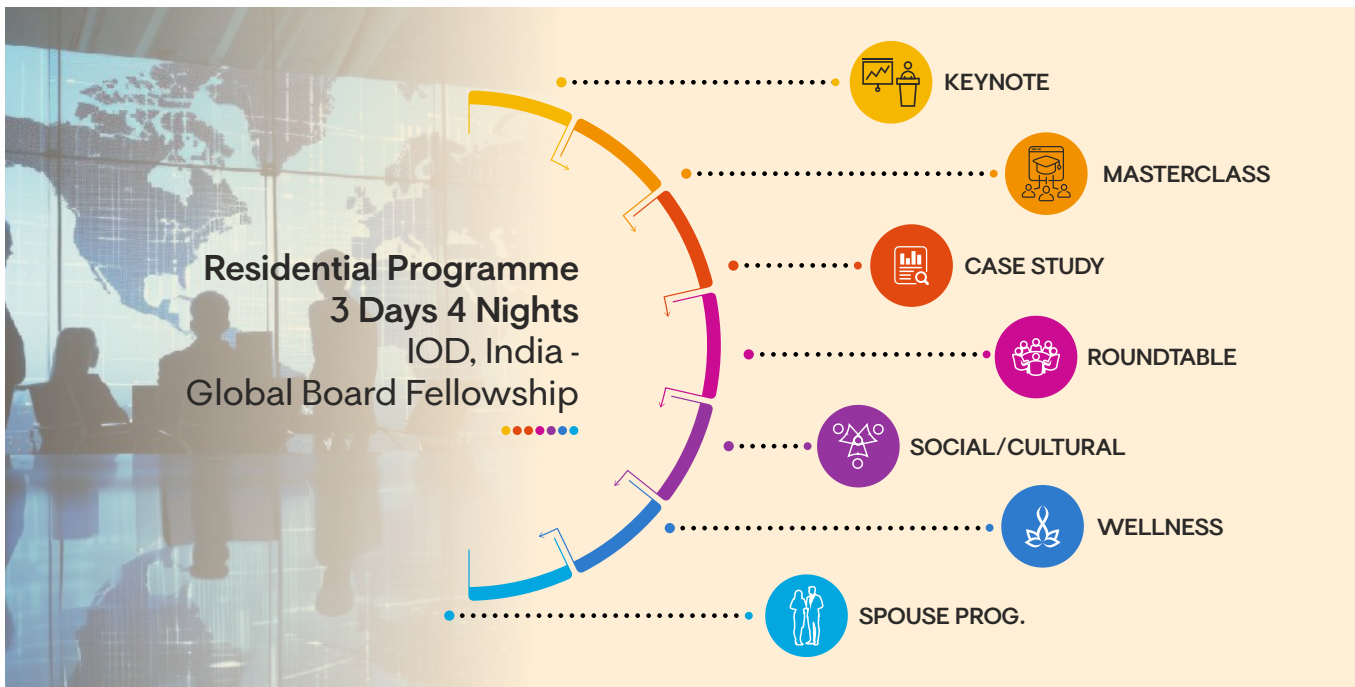 Residential Programme
3 Days 4 Nights
IOD, India -
Global Board Fellowship
KEYNOTE
MASTERCLASS
CASE STUDY
ROUNDTABLE
SOCIAL/CULTURAL
WELLNESS
SPOUSE PROG.